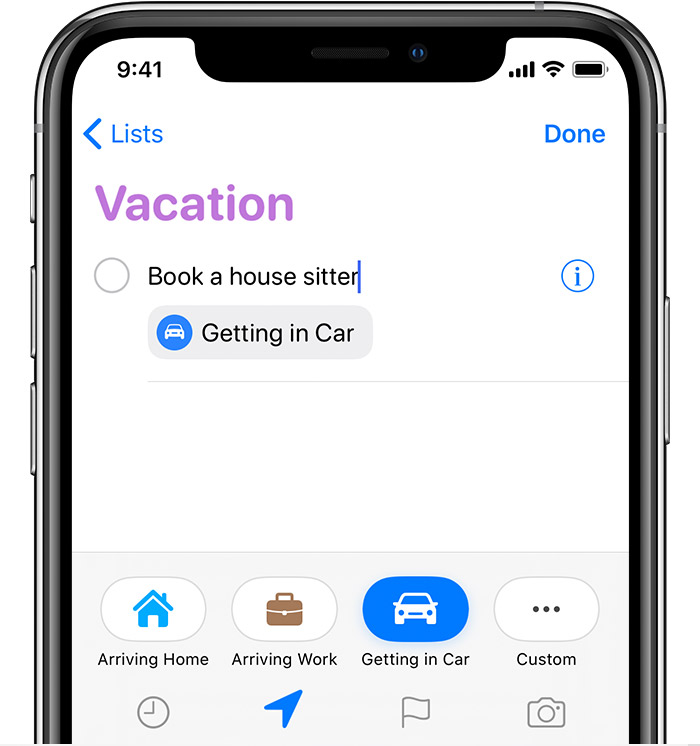 9:41
Lists
Done
Vacation
Book a house sitter
Getting in Car
Arriving Home
Arriving Work
Getting in Car
Custom